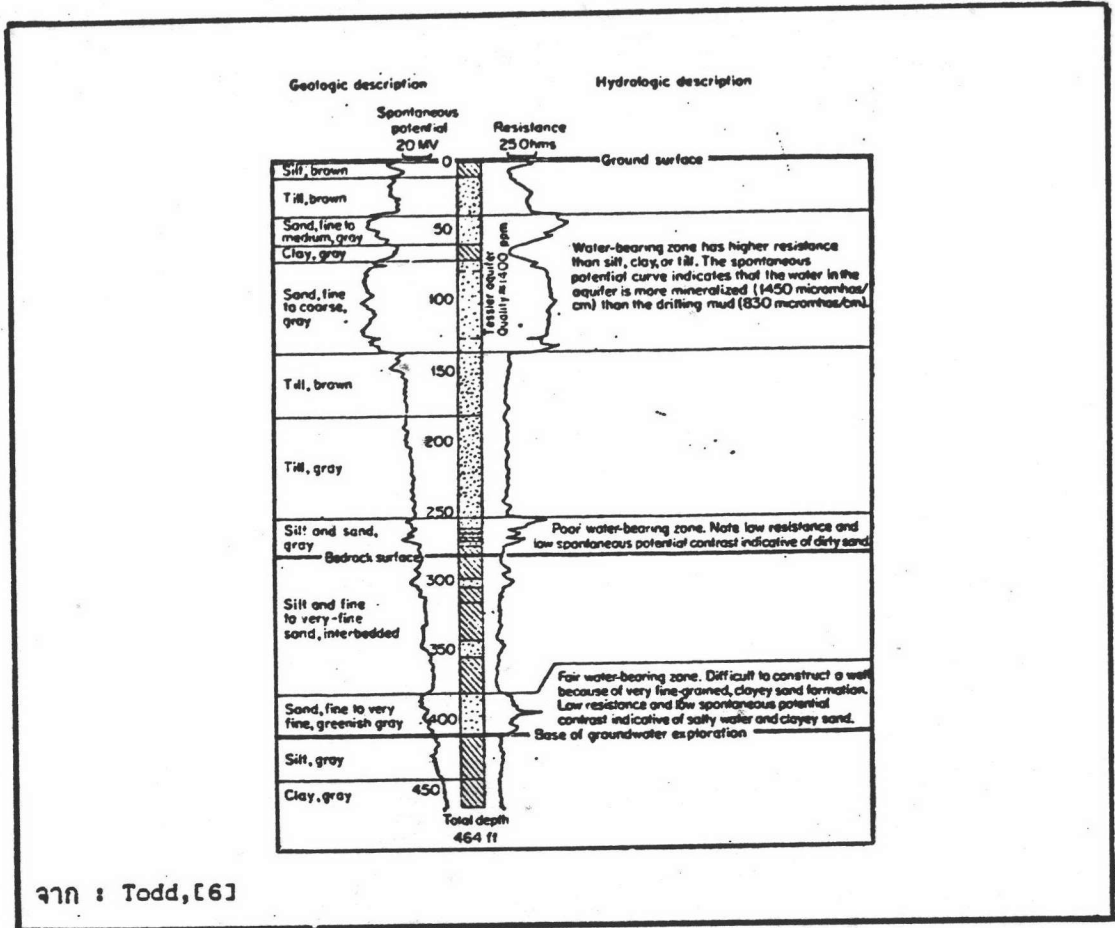 Geologic description
Hydrologic description
Spontaneous
potential
20 MV
Resistance
25 Ohms
0
Ground surface
Silt, brown
Till, brown
Sand, fine to
medium, gray
50
Clay, gray
Sand, fine
to coarse,
gray
100
Tessier aquifer
Quality ≈ 1400 ppm
Water-bearing zone has higher resistance
than silt, clay, or till. The spontaneous
potential curve indicates that the water in the
aquifer is more mineralized (1450 micromhos/
cm) than the drilling mud (830 micromhos/cm).
150
Till, brown
200
Till, gray
250
Silt and sand,
gray
Poor water-bearing zone. Note low resistance and
low spontaneous potential contrast indicative of dirty sand.
Bedrock surface
300
Silt and fine
to very-fine
sand, interbedded
350
Fair water-bearing zone. Difficult to construct a well
because of very fine-grained, clayey sand formation.
Low resistance and low spontaneous potential
contrast indicative of salty water and clayey sand.
Sand, fine to very
fine, greenish gray
400
Base of groundwater exploration
Silt, gray
450
Clay, gray
Total depth
464 ft
จาก : Todd,[6]